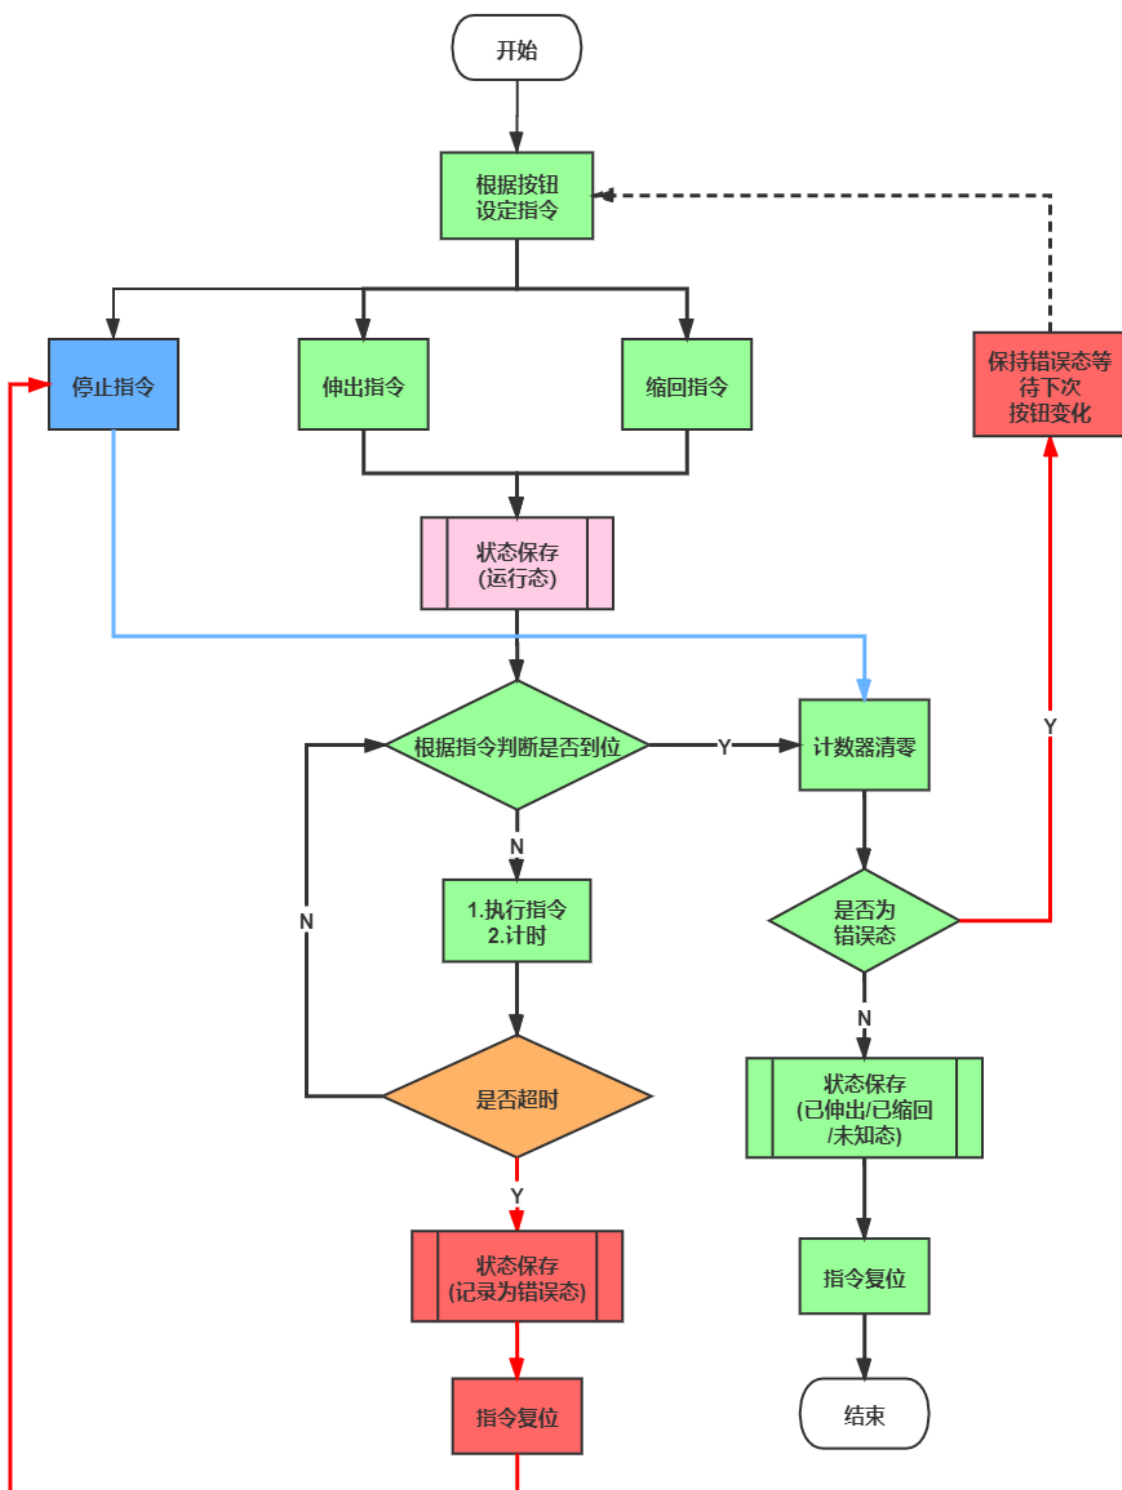 开始
根据按钮
设定指令
停止指令
伸出指令
缩回指令
保持错误态等
待下次
按钮变化
状态保存
(运行态)
根据指令判断是否到位
Y
计数器清零
Y
N
1.执行指令
2.计时
N
是否为
错误态
N
是否超时
状态保存
(已伸出/已缩回
/未知态)
Y
状态保存
(记录为错误态)
指令复位
指令复位
结束